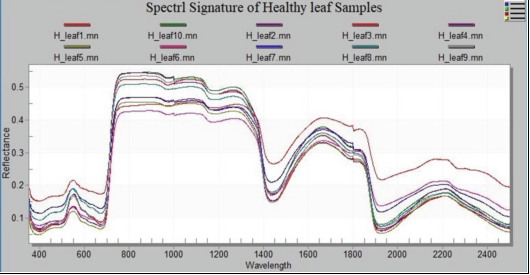 Spectrl Signature of Healthy leaf Samples
H_leaf1.mn H_leaf10.mn H_leaf2.mn H_leaf3.mn H_leaf4.mn
H_leaf5.mn H_leaf6.mn H_leaf7.mn H_leaf8.mn H_leaf9.mn
Reflectance
0.5
0.4
0.3
0.2
0.1
400 600 800 1000 1200 1400 1600 1800 2000 2200 2400
Wavelength